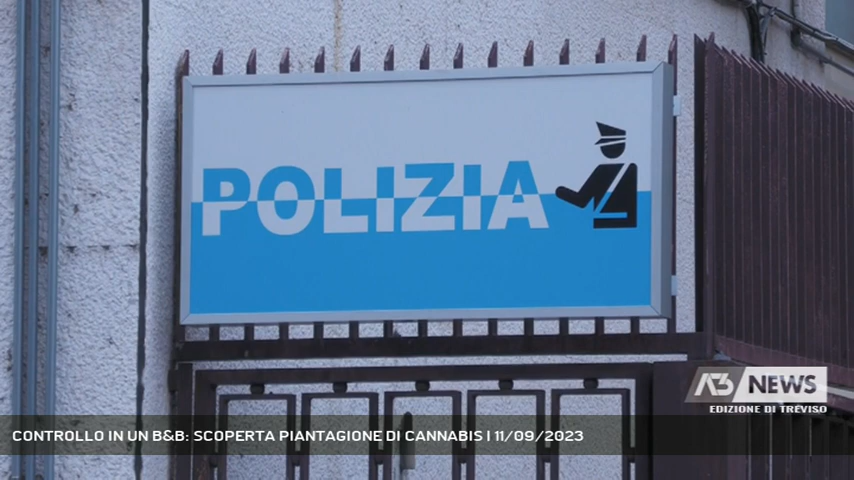 POLIZIA
A3 NEWS
EDIZIONE DI TREVISO
CONTROLLO IN UN B&B: SCOPERTA PIANTAGIONE DI CANNABIS | 11/09/2023